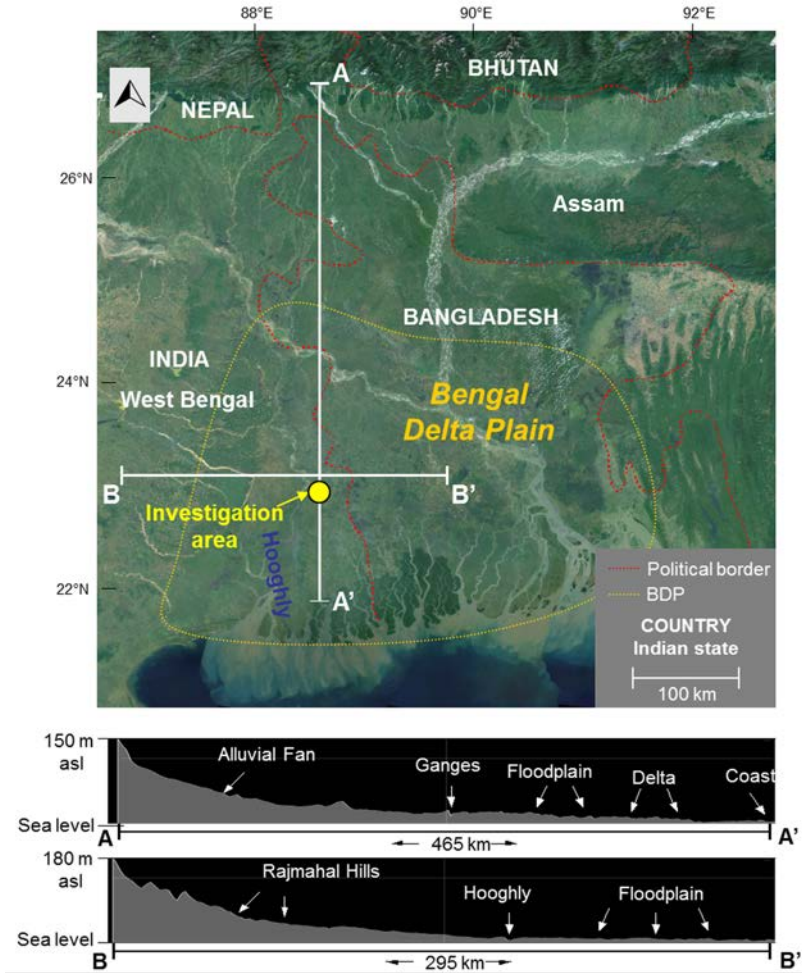 88°E 90°E 92°E
A
BHUTAN
NEPAL
26°N
Assam
BANGLADESH
INDIA
24°N
West Bengal
Bengal
Delta Plain
B B'
Investigation
area
Hooghly
22°N
A'
Political border
BDP
COUNTRY
Indian state
100 km
150 m
asl
Alluvial Fan
Ganges
Floodplain
Delta
Coast
Sea level
A A'
465 km
180 m
asl
Rajmahal Hills
Hooghly
Floodplain
Sea level
B B'
295 km